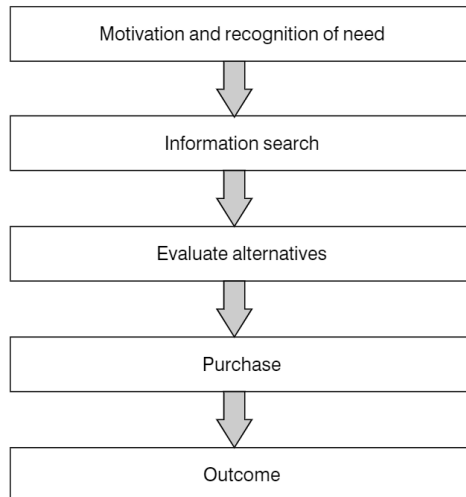 Motivation and recognition of need
Information search
Evaluate alternatives
Purchase
Outcome